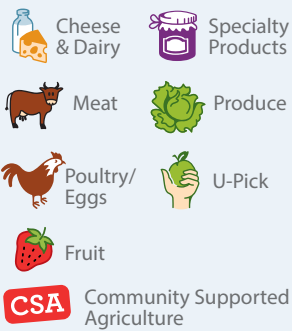 Cheese
& Dairy
Specialty
Products
Meat
Produce
Poultry/
Eggs
U-Pick
Fruit
CSA
Community Supported
Agriculture